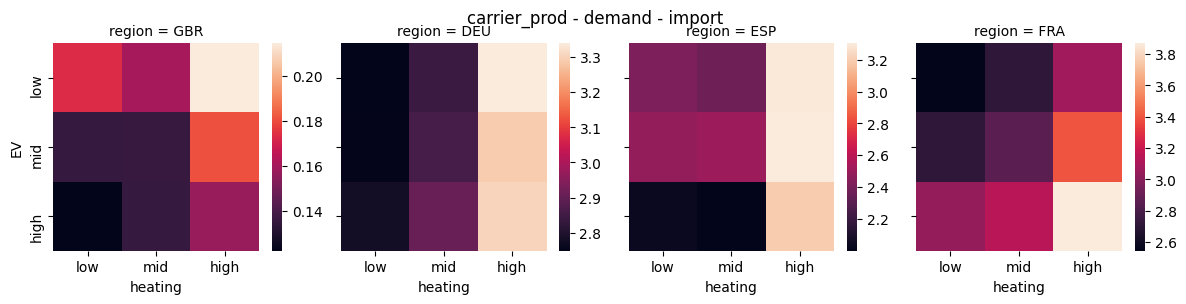 carrier_prod - demand - import
region = GBR
region = DEU
region = ESP
region = FRA
EV
low
mid
high
low mid high
heating
0.20
0.18
0.16
0.14
low mid high
heating
3.3
3.2
3.1
3.0
2.9
2.8
low mid high
heating
3.2
3.0
2.8
2.6
2.4
2.2
low mid high
heating
3.8
3.6
3.4
3.2
3.0
2.8
2.6